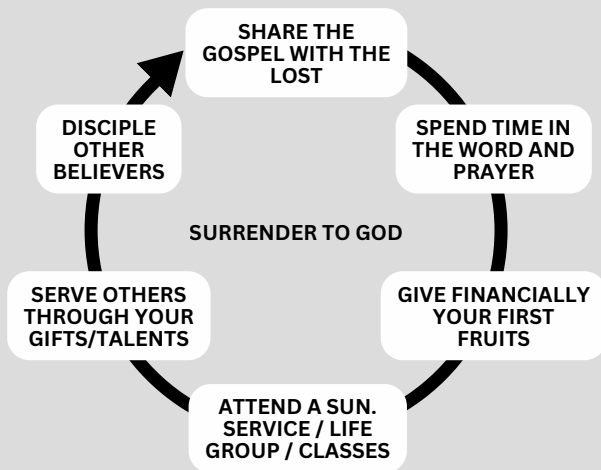 SHARE THE
GOSPEL WITH THE
LOST
SPEND TIME IN
THE WORD AND
PRAYER
GIVE FINANCIALLY
YOUR FIRST
FRUITS
ATTEND A SUN.
SERVICE / LIFE
GROUP / CLASSES
SERVE OTHERS
THROUGH YOUR
GIFTS/TALENTS
DISCIPLE
OTHER
BELIEVERS
SURRENDER TO GOD